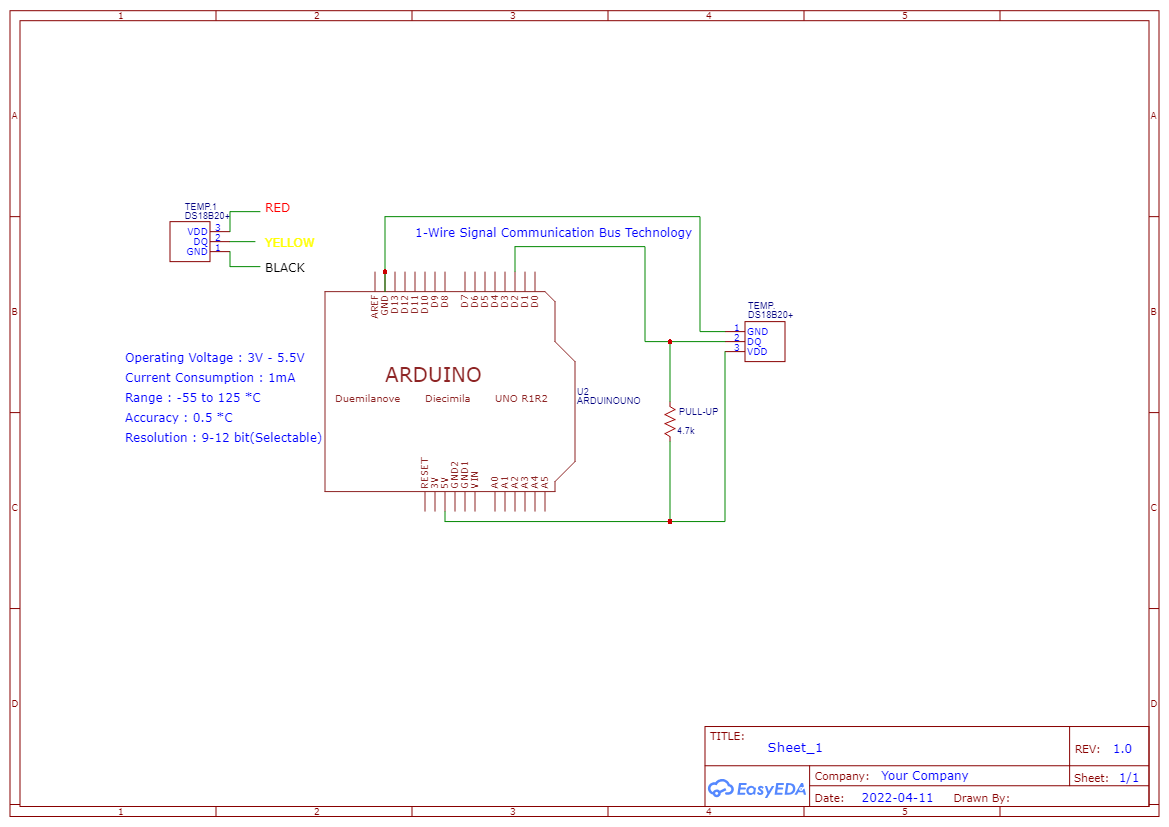 1 2 3 4 5
A A
TEMP.1
DS18B20+
VDD 3
DQ 2
GND 1
RED
YELLOW
BLACK
1-Wire Signal Communication Bus Technology
AREF GND D13 D12 D11 D10 D9 D8 D7 D6 D5 D4 D3 D2 D1 D0
B B
TEMP.
DS18B20+
1 GND
2 DQ
3 VDD
Operating Voltage : 3V - 5.5V
Current Consumption : 1mA
Range : -55 to 125 *C
Accuracy : 0.5 *C
Resolution : 9-12 bit(Selectable)
ARDUINO
Duemilanove Diecimila UNO R1R2
U2
ARDUINOUNO
PULL-UP
4.7k
RESET 3V 5V GND2 GND1 VIN A0 A1 A2 A3 A4 A5
C C
D D
TITLE:
Sheet_1
REV: 1.0
EasyEDA
Company: Your Company
Sheet: 1/1
Date: 2022-04-11 Drawn By:
1 2 3 4 5